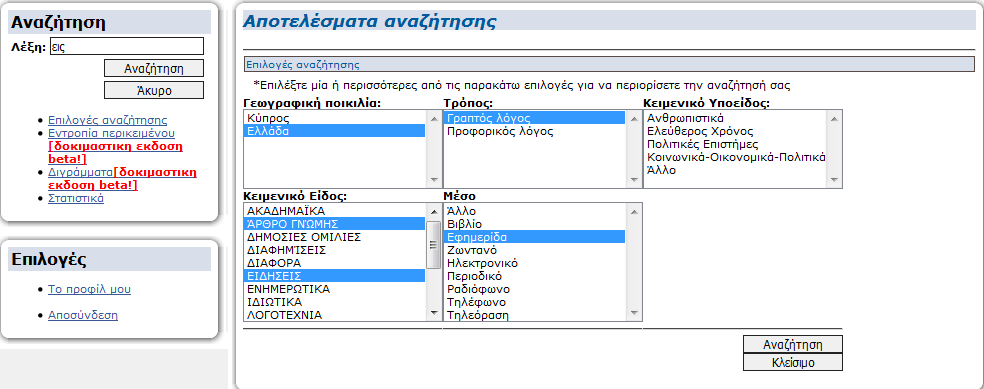 Αναζήτηση
Λέξη: εις
Αναζήτηση
Άκυρο
Επιλογές αναζήτησης
Εντροπία περικειμένου
[δοκιμαστικη εκδοση
beta!]
Διγράμματα[δοκιμαστικη
εκδοση beta!]
Στατιστικά
Επιλογές
Το προφίλ μου
Αποσύνδεση
Αποτελέσματα αναζήτησης
Επιλογές αναζήτησης
*Επιλέξτε μία ή περισσότερες από τις παρακάτω επιλογές για να περιορίσετε την αναζήτησή σας
Γεωγραφική ποικιλία:
Κύπρος
Ελλάδα
Τρόπος:
Γραπτός λόγος
Προφορικός λόγος
Κειμενικό Υποείδος:
Ανθρωπιστικά
Ελεύθερος Χρόνος
Πολιτικές Επιστήμες
Κοινωνικά-Οικονομικά-Πολιτικά
Άλλο
Κειμενικό Είδος:
ΑΚΑΔΗΜΑΪΚΑ
ΆΡΘΡΟ ΓΝΏΜΗΣ
ΔΗΜΟΣΙΕΣ ΟΜΙΛΙΕΣ
ΔΙΑΦΗΜΊΣΕΙΣ
ΔΙΑΦΟΡΑ
ΕΙΔΗΣΕΙΣ
ΕΝΗΜΕΡΩΤΙΚΑ
ΙΔΙΩΤΙΚΑ
ΛΟΓΟΤΕΧΝΙΑ
Μέσο
Άλλο
Βιβλίο
Εφημερίδα
Ζωντανό
Ηλεκτρονικό
Περιοδικό
Ραδιόφωνο
Τηλέφωνο
Τηλεόραση
Αναζήτηση
Κλείσιμο